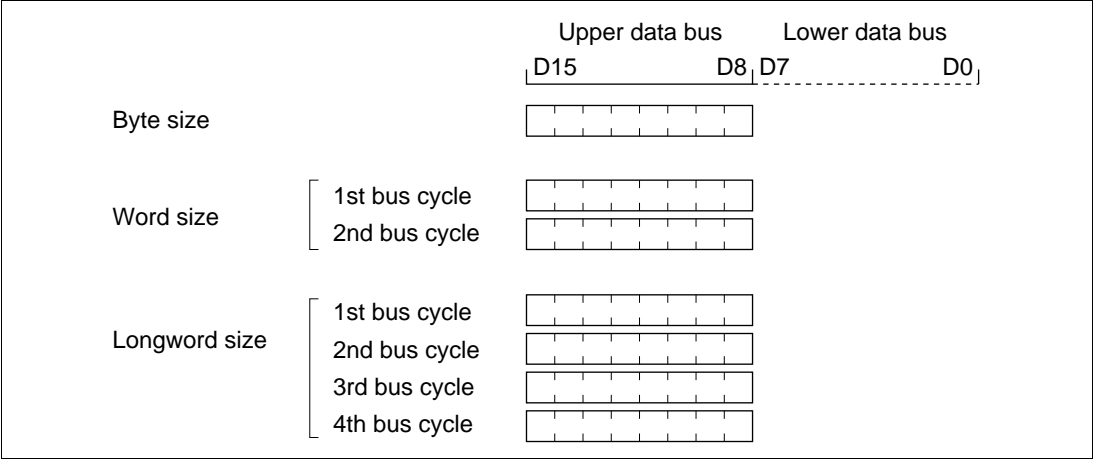 Upper data bus Lower data bus
D15 D8 D7 D0
Byte size
Word size
1st bus cycle
2nd bus cycle
Longword size
1st bus cycle
2nd bus cycle
3rd bus cycle
4th bus cycle